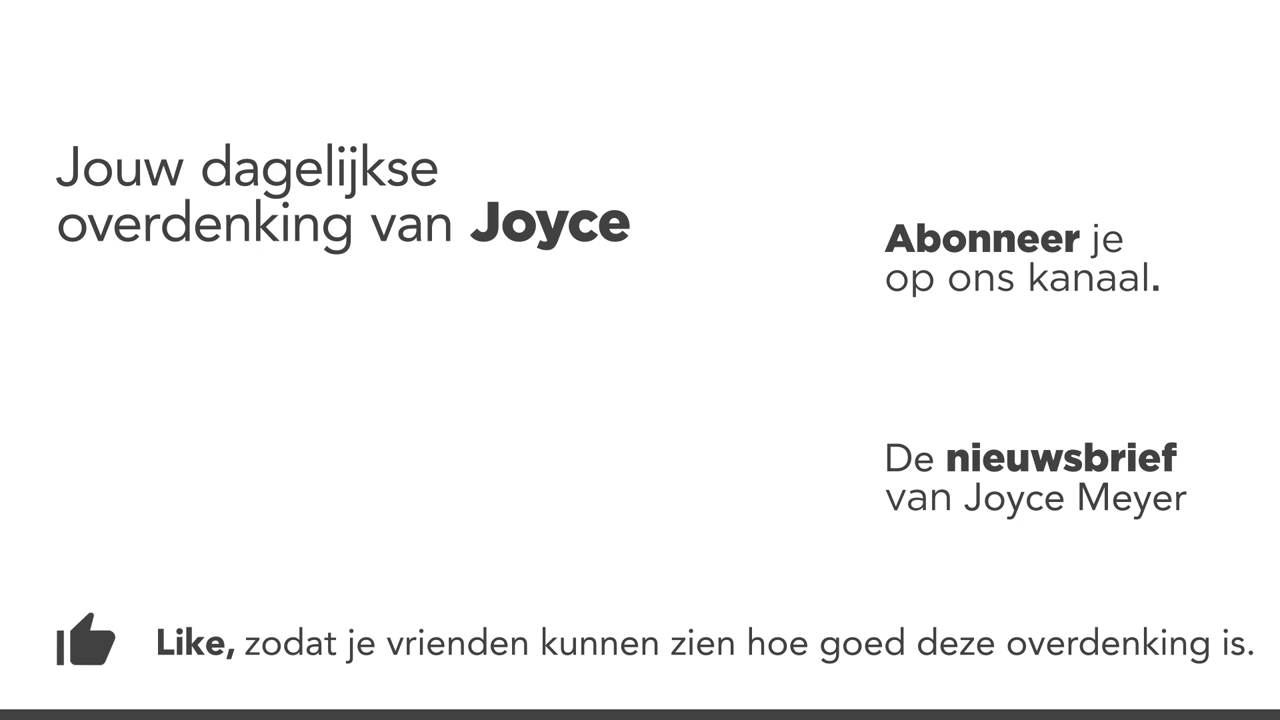 Jouw dagelijkse
overdenking van Joyce
Abonneer je
op ons kanaal.
De nieuwsbrief
van Joyce Meyer
Like, zodat je vrienden kunnen zien hoe goed deze overdenking is.